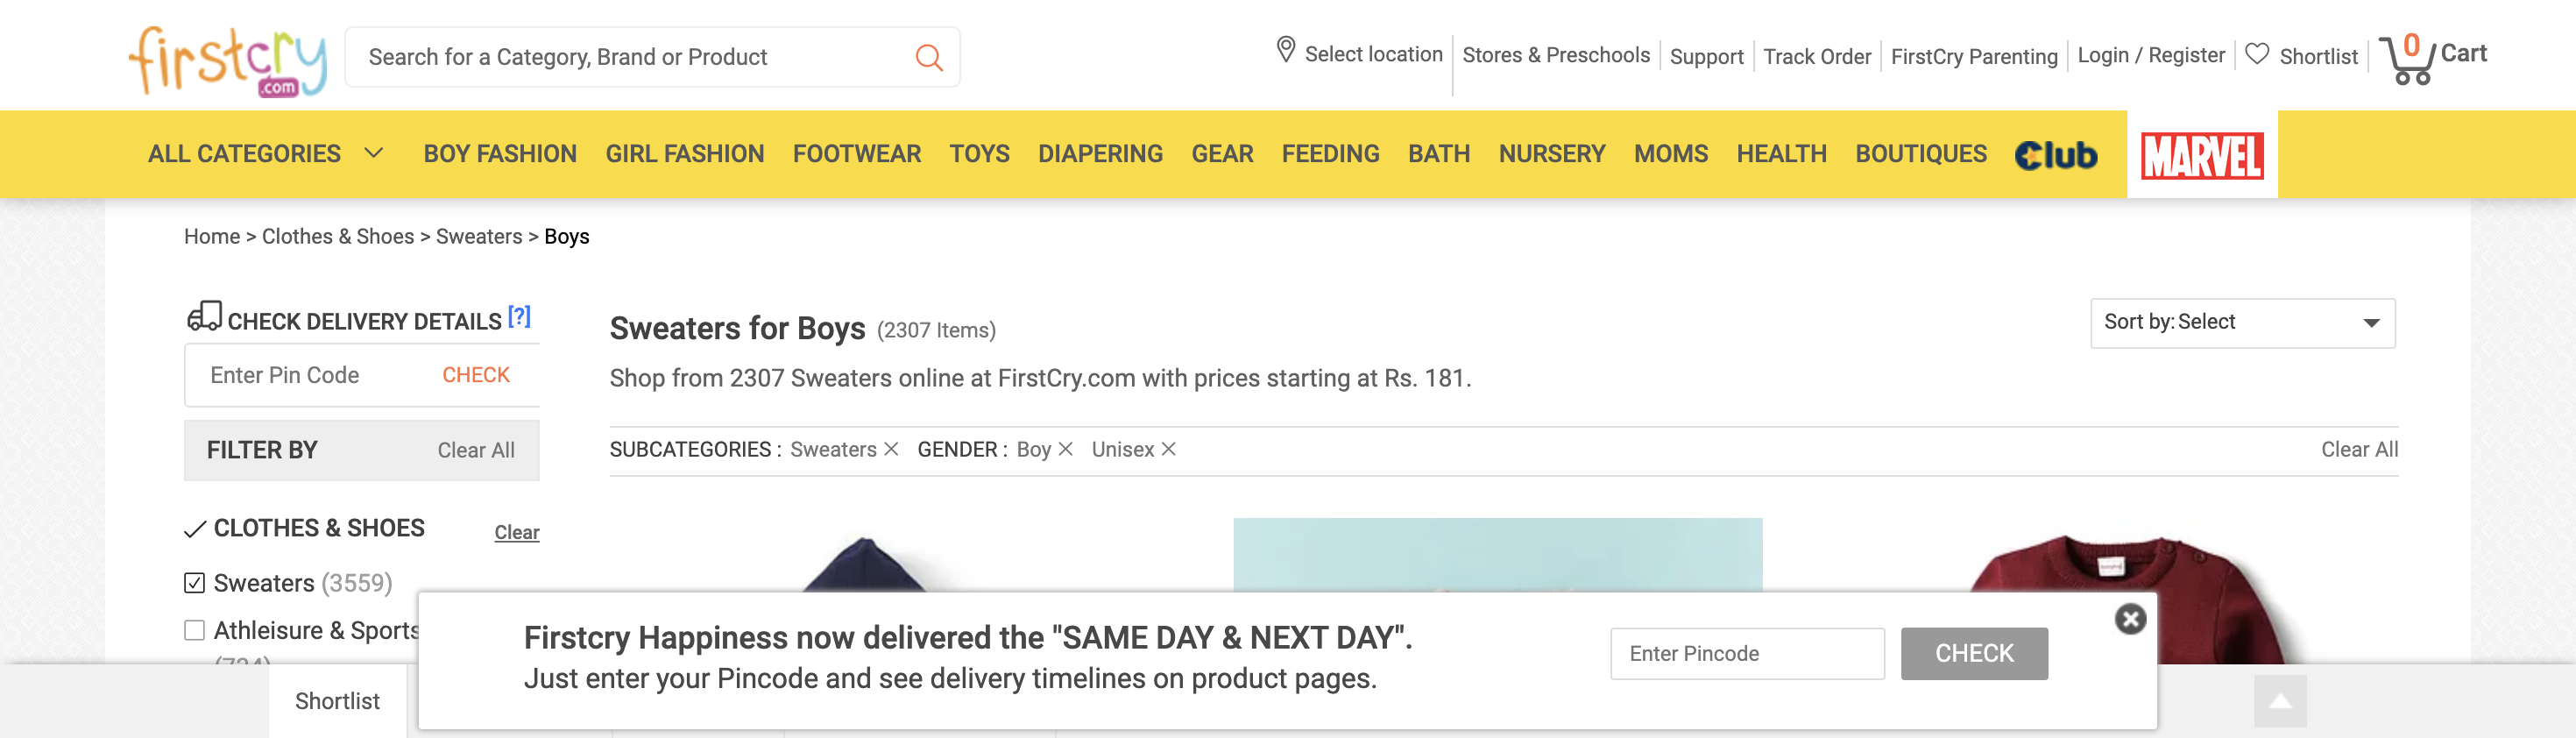 firstcry
.com
Search for a Category, Brand or Product
Select location
Stores & Preschools
Support
Track Order
FirstCry Parenting
Login / Register
Shortlist
0
Cart
ALL CATEGORIES
BOY FASHION
GIRL FASHION
FOOTWEAR
TOYS
DIAPERING
GEAR
FEEDING
BATH
NURSERY
MOMS
HEALTH
BOUTIQUES
Club
MARVEL
Home > Clothes & Shoes > Sweaters > Boys
CHECK DELIVERY DETAILS [?]
Enter Pin Code CHECK
FILTER BY Clear All
CLOTHES & SHOES Clear
Sweaters (3559)
Athleisure & Sports
Sweaters for Boys (2307 Items)
Sort by: Select
Shop from 2307 Sweaters online at FirstCry.com with prices starting at Rs. 181.
SUBCATEGORIES : Sweaters × GENDER : Boy × Unisex × Clear All
Firstcry Happiness now delivered the "SAME DAY & NEXT DAY".
Just enter your Pincode and see delivery timelines on product pages.
Enter Pincode
CHECK
Shortlist